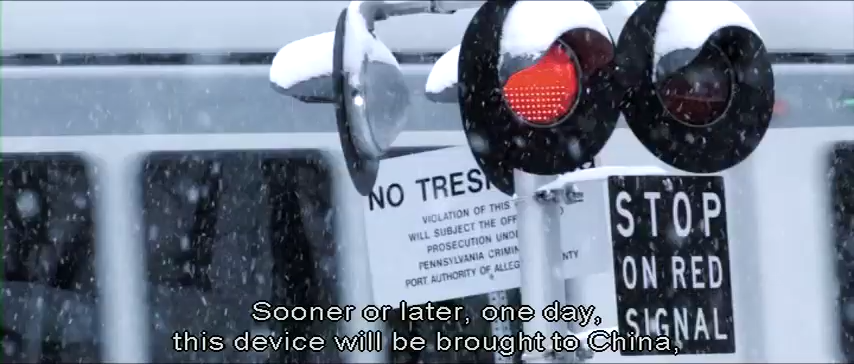 NO TRES
VIOLATION OF THIS
WILL SUBJECT THE OFF
PROSECUTION UNDE
PENNSYLVANIA CRIMIN
NTY
PORT AUTHORITY OF ALLEG
STOP
ON RED
SIGNAL
Sooner or later, one day,
this device will be brought to China,